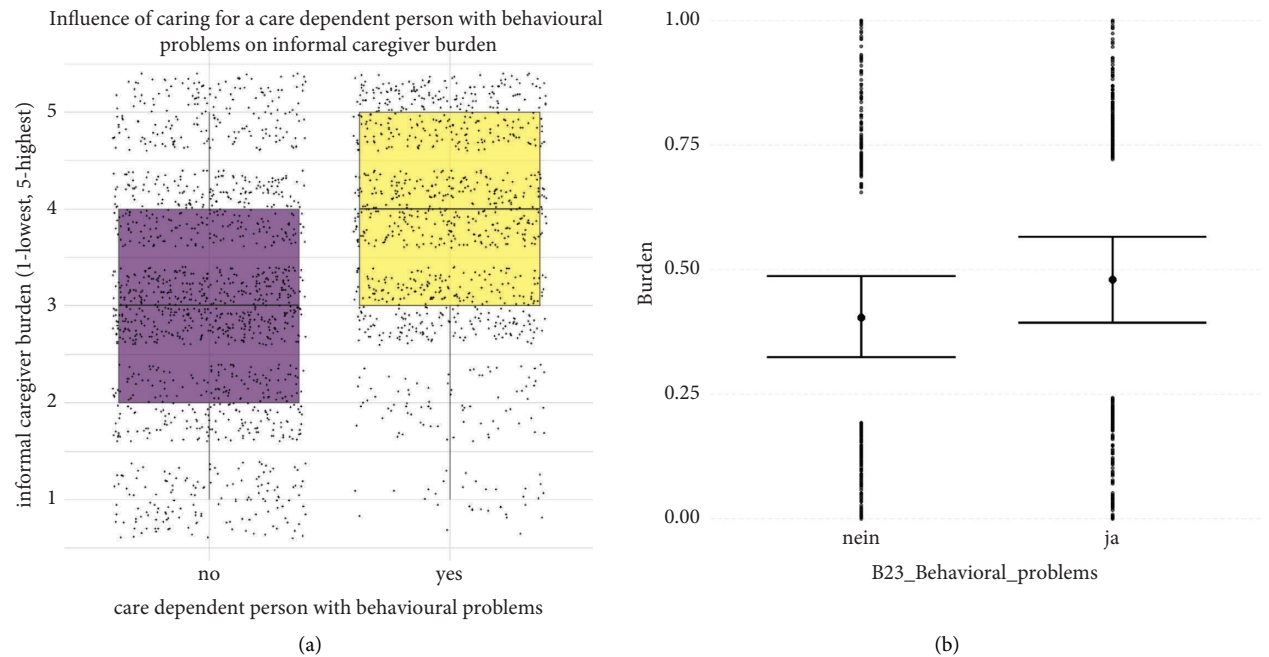 Influence of caring for a care dependent person with behavioural
problems on informal caregiver burden
informal caregiver burden (1-lowest, 5-highest)
5
4
3
2
1
no
yes
care dependent person with behavioural problems
(a)
Burden
1.00
0.75
0.50
0.25
0.00
nein
ja
B23_Behavioral_problems
(b)